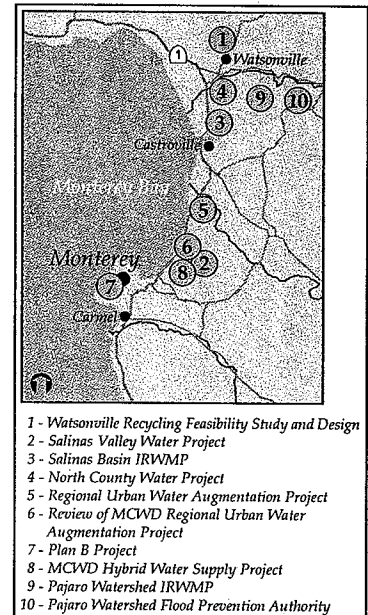 1
1
Watsonville
4
9
10
3
Castroville
Monterey Bay
5
6
Monterey
2
8
7
Carmel
1 - Watsonville Recycling Feasibility Study and Design
2 - Salinas Valley Water Project
3 - Salinas Basin IRWMP
4 - North County Water Project
5 - Regional Urban Water Augmentation Project
6 - Review of MCWD Regional Urban Water
Augmentation Project
7 - Plan B Project
8 - MCWD Hybrid Water Supply Project
9 - Pajaro Watershed IRWMP
10 - Pajaro Watershed Flood Prevention Authority